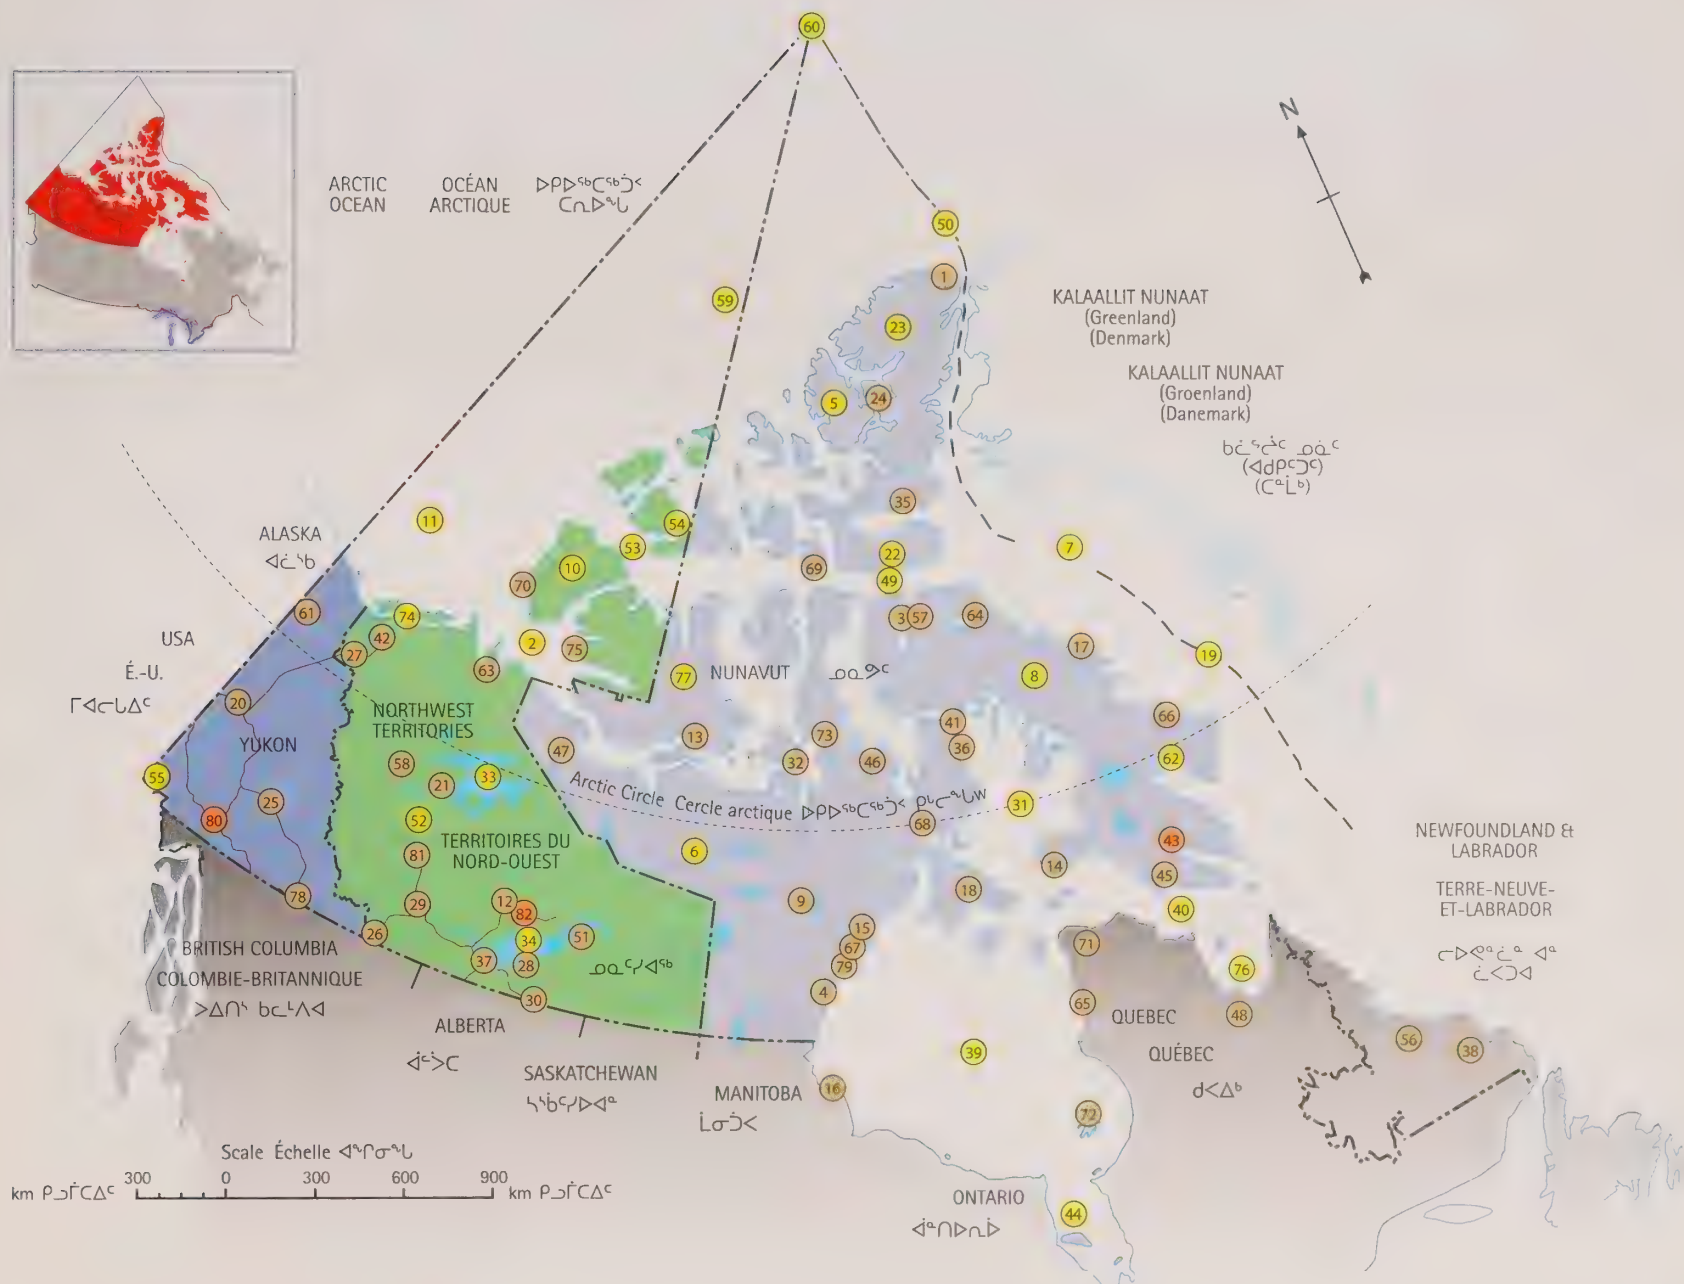 60
N
ARCTIC
OCEAN
OCÉAN
ARCTIQUE
50
1
59
23
KALAALLIT NUNAAT
(Greenland)
(Denmark)
KALAALLIT NUNAAT
(Groenland)
(Danemark)
5
24
35
54
11
53
22
7
ALASKA
ᐊᓛᔅᑲ
10
69
49
70
61
74
3
57
64
42
2
USA
É.-U.
27
75
63
77
NUNAVUT
ᓄᓇᕗᑦ
8
17
19
20
NORTHWEST
TERRITORIES
YUKON
13
41
66
47
73
36
55
58
21
33
32
46
62
25
80
52
Arctic Circle Cercle arctique
31
68
TERRITOIRES DU
NORD-OUEST
81
6
14
43
NEWFOUNDLAND &
LABRADOR
45
78
29
12
82
9
18
40
TERRE-NEUVE-
ET-LABRADOR
26
34
51
15
67
71
BRITISH COLUMBIA
COLOMBIE-BRITANNIQUE
37
28
79
76
30
4
65
QUEBEC
48
ALBERTA
QUÉBEC
56
38
39
SASKATCHEWAN
MANITOBA
ᒫᓂᑑᐸ
16
72
ᑯᐸᐃᒃ
Scale Échelle
km
300
0
300
600
900
km
ONTARIO
44